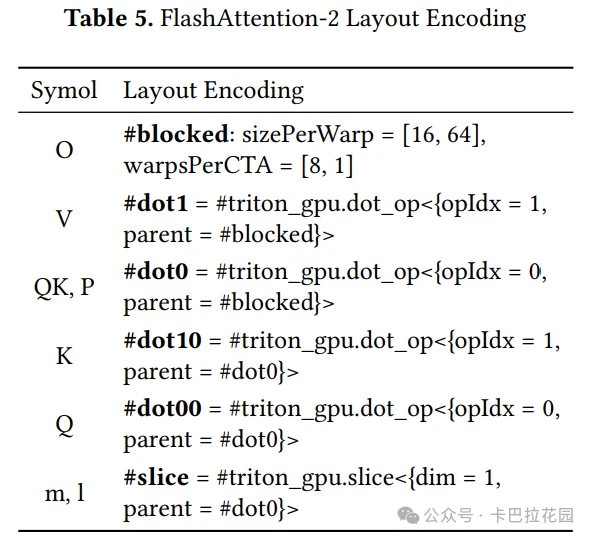 Table 5. FlashAttention-2 Layout Encoding
Symol Layout Encoding
O
#blocked: sizePerWarp = [16, 64],
warpsPerCTA = [8, 1]
V
#dot1 = #triton_gpu.dot_op<{opIdx = 1,
parent = #blocked}>
QK, P
#dot0 = #triton_gpu.dot_op<{opIdx = 0,
parent = #blocked}>
K
#dot10 = #triton_gpu.dot_op<{opIdx = 1,
parent = #dot0}>
Q
#dot00 = #triton_gpu.dot_op<{opIdx = 0,
parent = #dot0}>
m, l
#slice = #triton_gpu.slice<{dim = 1,
parent = #dot0}>
公众号 · 卡巴拉花园